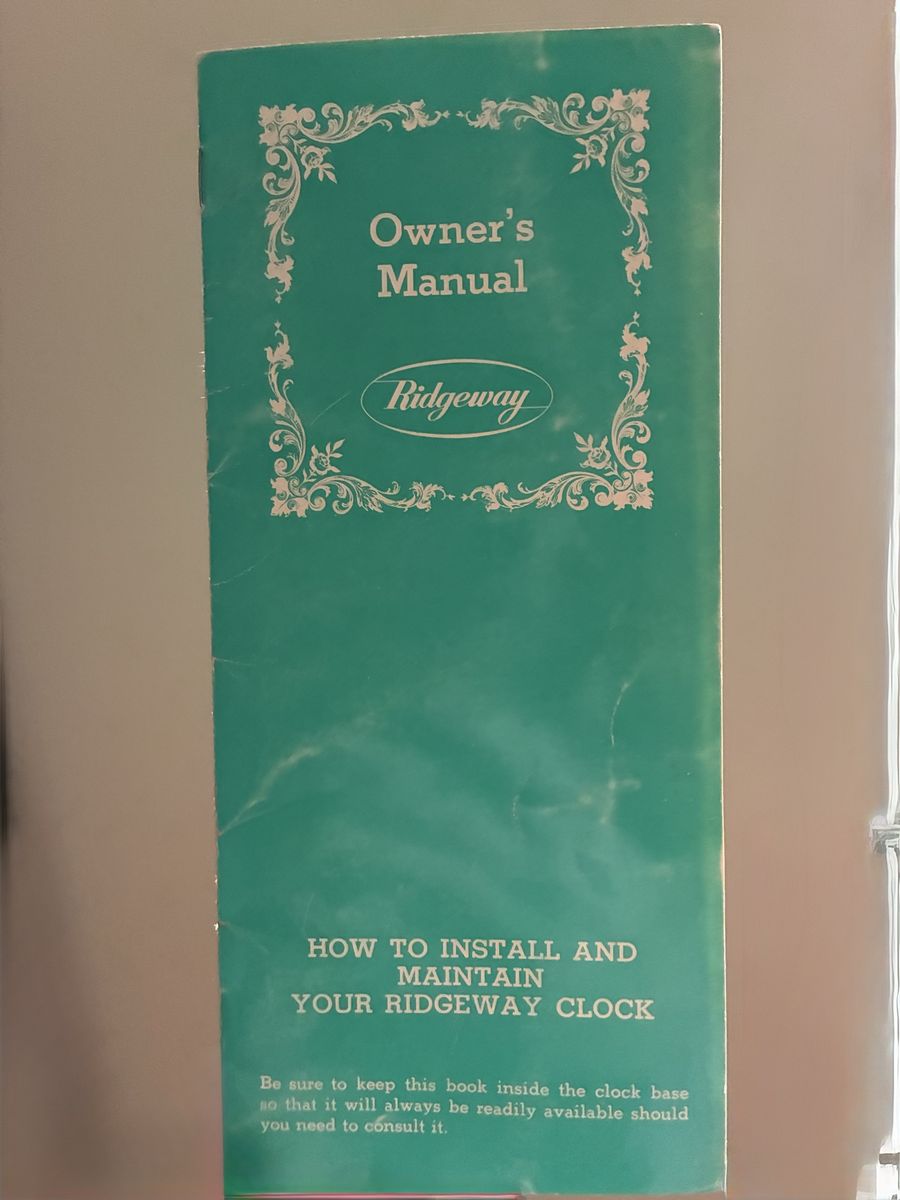 Owner's
Manual
Ridgeway
HOW TO INSTALL AND
MAINTAIN
YOUR RIDGEWAY CLOCK
Be sure to keep this book inside the clock base
so that it will always be readily available should
you need to consult it.